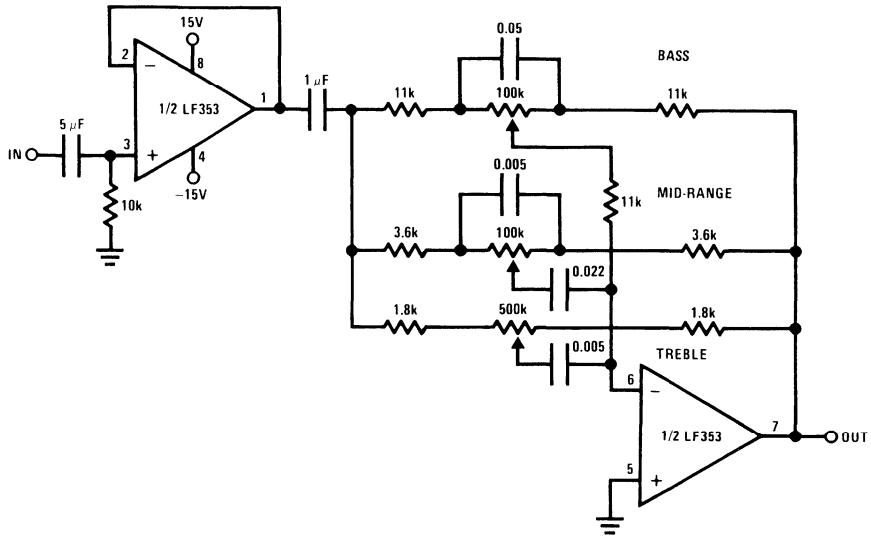 15V
2
−
8
1/2 LF353
1
1 μF
5 μF
IN
3
+
4
−15V
10k
0.05
BASS
11k
100k
11k
0.005
MID-RANGE
11k
3.6k
100k
3.6k
0.022
1.8k
500k
1.8k
0.005
TREBLE
6
−
1/2 LF353
7
OUT
5
+